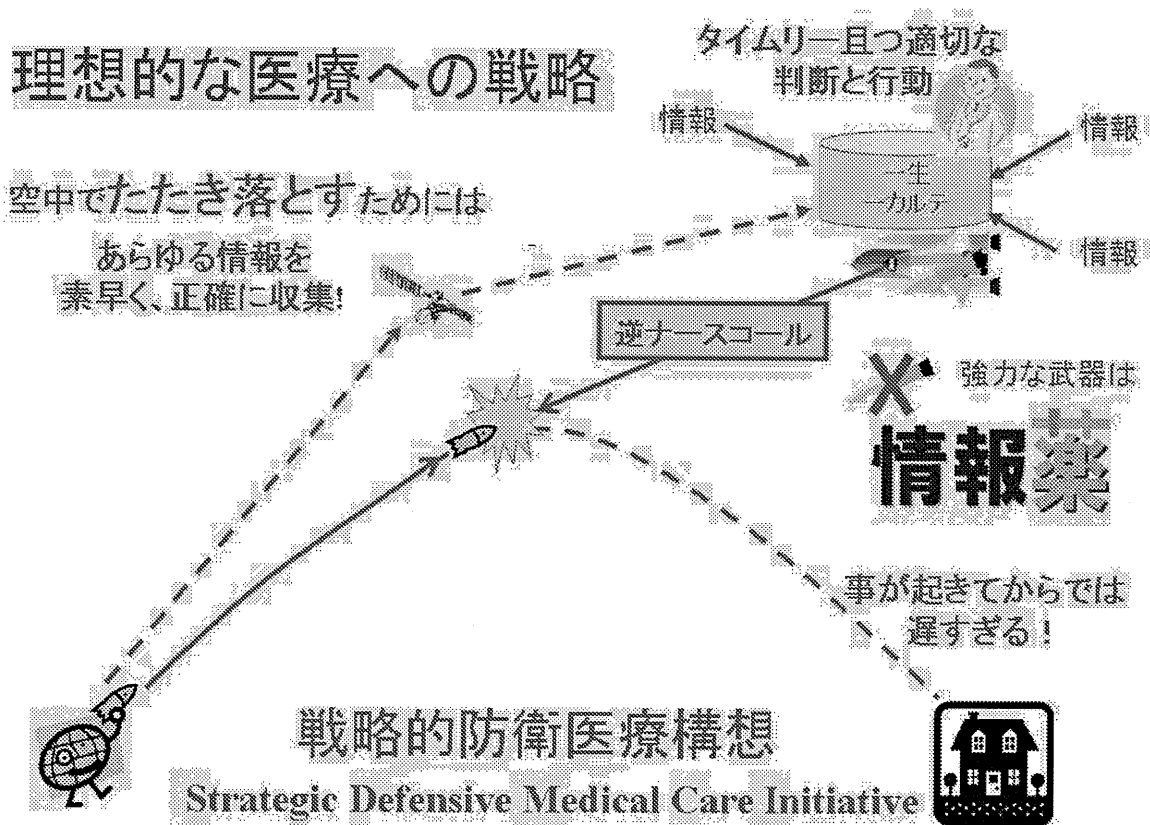 理想的な医療への戦略
タイムリー且つ適切な
判断と行動
情報
情報
情報
一生
一カルテ
空中でたたき落とすためには
あらゆる情報を
素早く、正確に収集!
逆ナースコール
強力な武器は
情報薬
事が起きてからでは
遅すぎる!
戦略的防衛医療構想
Strategic Defensive Medical Care Initiative